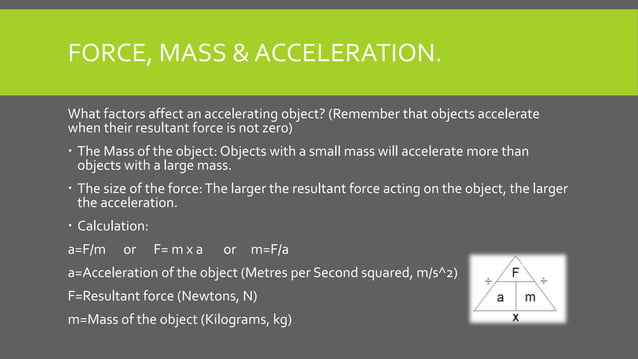 FORCE, MASS & ACCELERATION.
What factors affect an accelerating object? (Remember that objects accelerate
when their resultant force is not zero)
▪ The Mass of the object: Objects with a small mass will accelerate more than
objects with a large mass.
▪ The size of the force: The larger the resultant force acting on the object, the larger
the acceleration.
▪ Calculation:
a=F/m or F= m x a or m=F/a
a=Acceleration of the object (Metres per Second squared, m/s^2)
F=Resultant force (Newtons, N)
m=Mass of the object (Kilograms, kg)
F
÷ ÷
a m
x